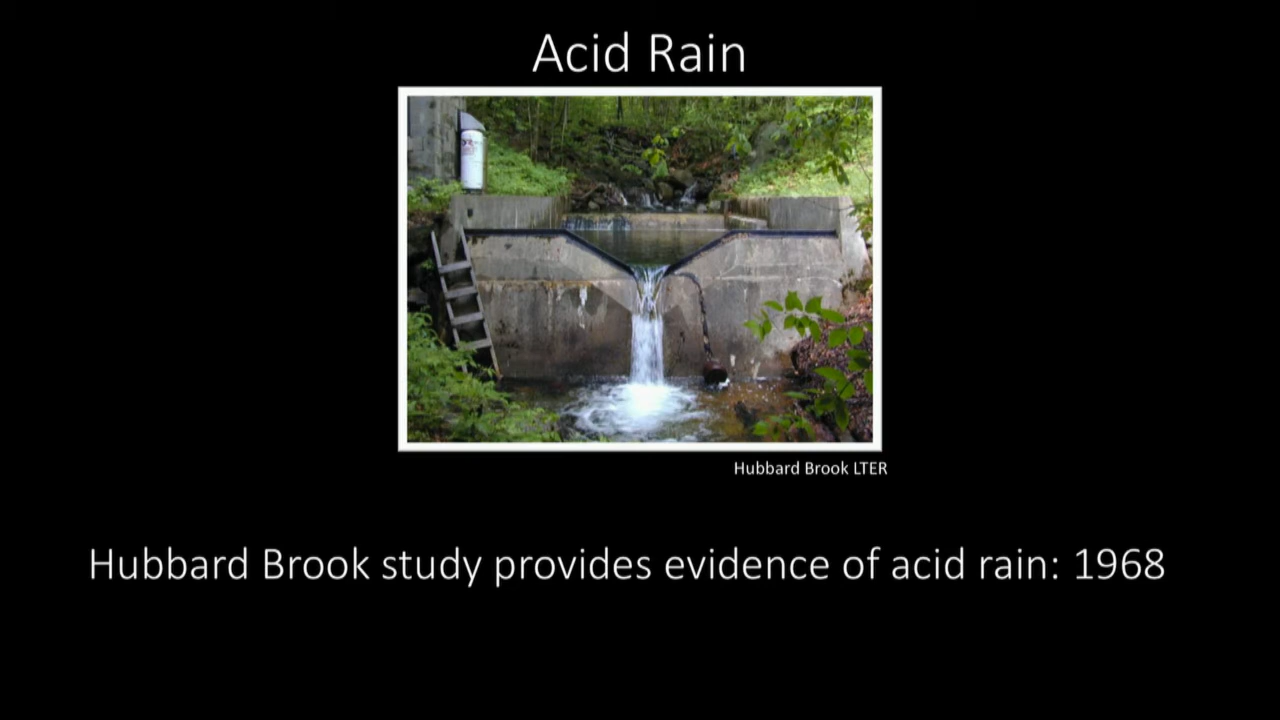 Acid Rain
Hubbard Brook LTER
Hubbard Brook study provides evidence of acid rain: 1968